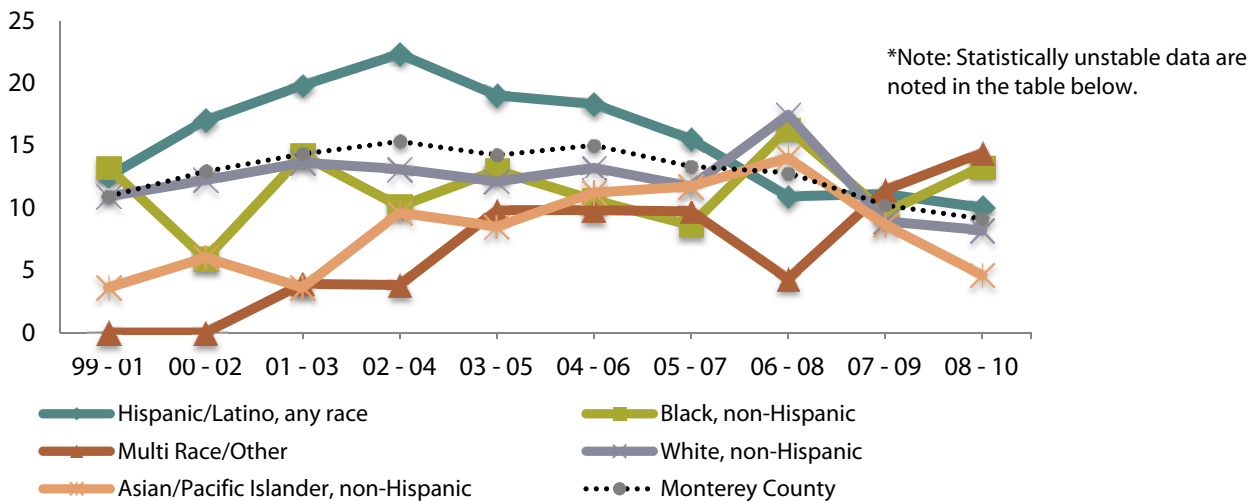 25
20
15
10
5
0
*Note: Statistically unstable data are
noted in the table below.
99 - 01 00 - 02 01 - 03 02 - 04 03 - 05 04 - 06 05 - 07 06 - 08 07 - 09 08 - 10
Hispanic/Latino, any race Black, non-Hispanic
Multi Race/Other White, non-Hispanic
Asian/Pacific Islander, non-Hispanic Monterey County